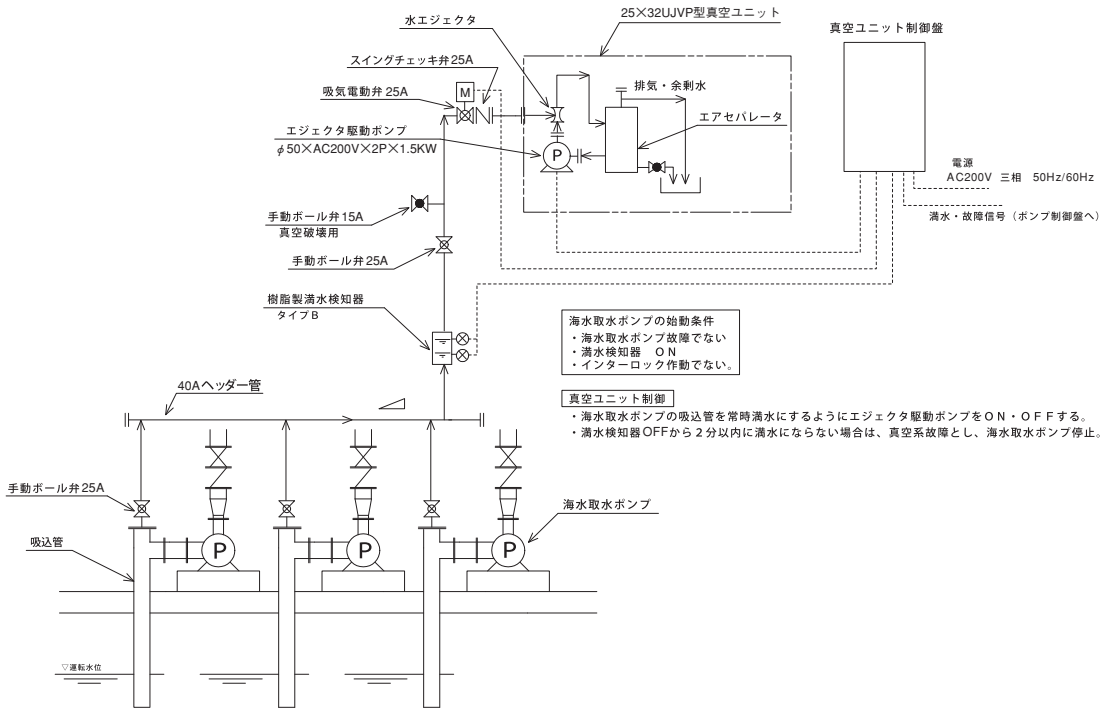 25×32UJVP型真空ユニット
水エジェクタ
真空ユニット制御盤
スイングチェッキ弁25A
吸気電動弁25A
M
排気・余剰水
エアセパレータ
エジェクタ駆動ポンプ
φ50×AC200V×2P×1.5KW
P
電源
AC200V 三相 50Hz/60Hz
満水・故障信号（ポンプ制御盤へ）
手動ボール弁15A
真空破壊用
手動ボール弁25A
樹脂製満水検知器
タイプB
海水取水ポンプの始動条件
・海水取水ポンプ故障でない
・満水検知器 ON
・インターロック作動でない。
40Aヘッダー管
真空ユニット制御
・海水取水ポンプの吸込管を常時満水にするようにエジェクタ駆動ポンプをON・OFFする。
・満水検知器OFFから2分以内に満水にならない場合は、真空系故障とし、海水取水ポンプ停止。
手動ボール弁25A
海水取水ポンプ
吸込管
P
P
P
▽運転水位